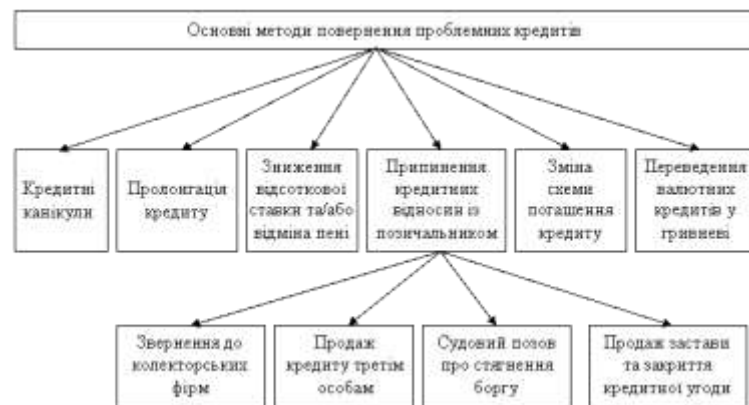 Основні методи повернення проблемних кредитів
Кредитні
канікули
Пролонгація
кредиту
Зниження
відсоткової
ставки та/або
відміна пені
Припинення
кредитних
відносин із
позичальником
Зміна
схеми
погашення
кредиту
Переведення
валютних
кредитів у
гривневі
Звернення до
колекторських
фірм
Продаж
кредиту третім
особам
Судовий позов
про стягнення
боргу
Продаж застави
та закриття
кредитної угоди